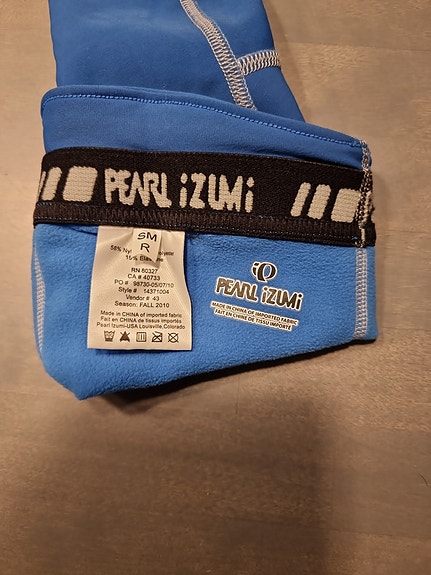 PEARL iZUMi
SM
R
58% Ny
15% Elas
RN 60327
CA # 40733
PO # 98730-05/07/10
Style # 14371004
Vendor # 43
Season: FALL 2010
Made in CHINA of imported fabric
Fait en CHINA de tissus importés
Pearl Izumi-USA Louisville,Colorado
PEARL iZUMi
MADE IN CHINA OF IMPORTED FABRIC
FAIT EN CHINE DE TISSU IMPORTÉ